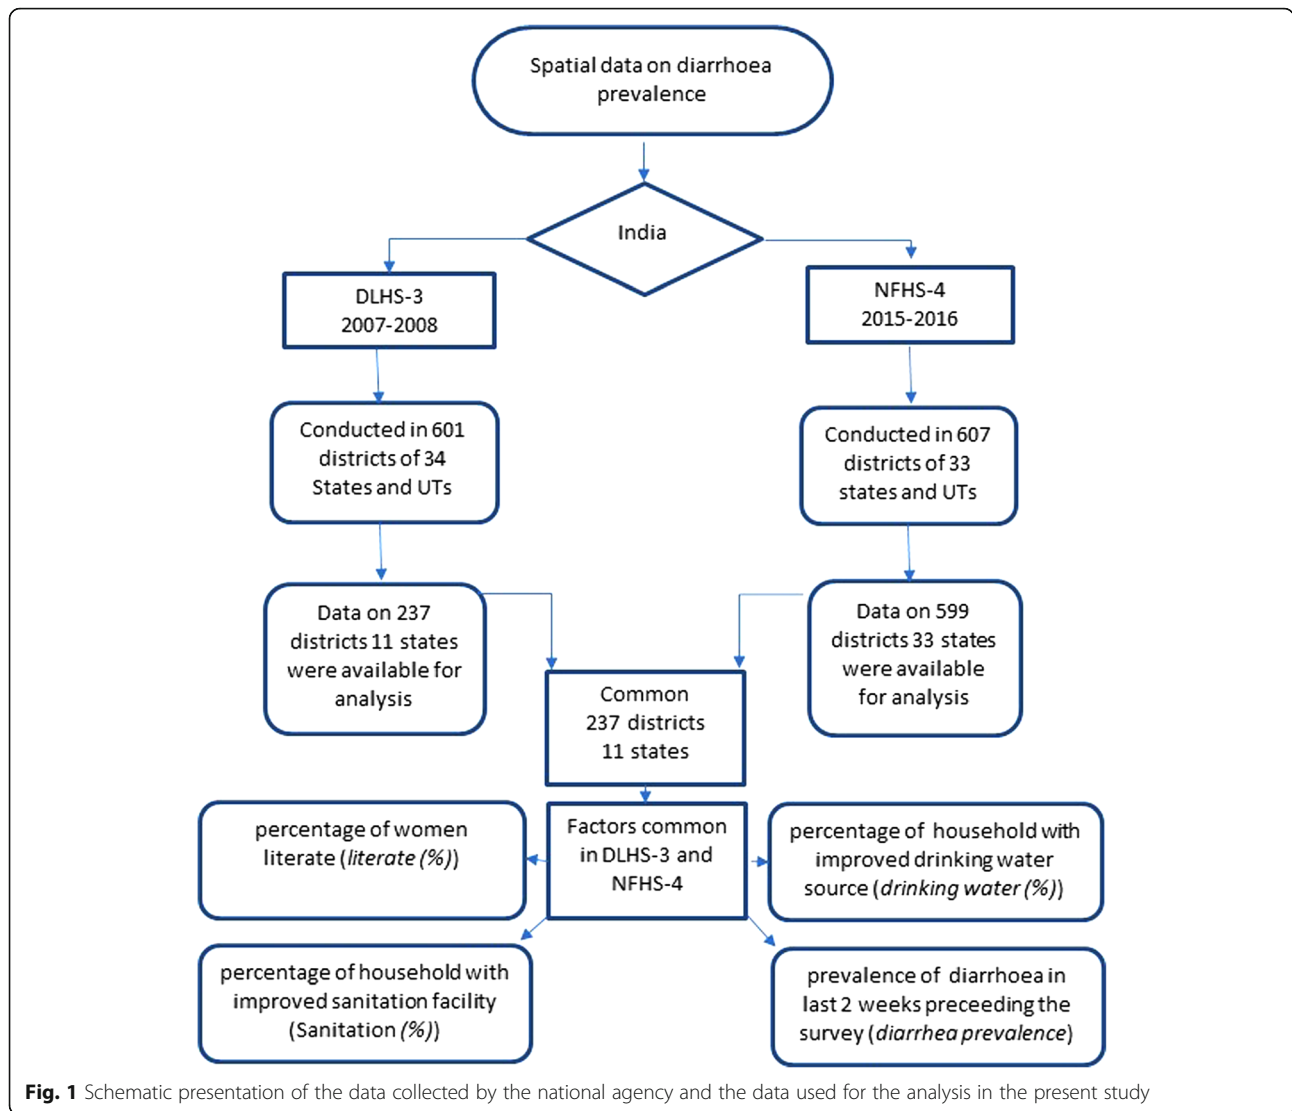 Spatial data on diarrhoea
prevalence
India
DLHS-3
2007-2008
NFHS-4
2015-2016
Conducted in 601
districts of 34
States and UTs
Conducted in 607
districts of 33
states and UTs
Data on 237
districts 11 states
were available for
analysis
Data on 599
districts 33 states
were available
for analysis
Common
237 districts
11 states
percentage of women
literate (literate (%))
Factors common
in DLHS-3 and
NFHS-4
percentage of household with
improved drinking water
source (drinking water (%))
percentage of household with
improved sanitation facility
(Sanitation (%))
prevalence of diarrhoea in
last 2 weeks preceeding the
survey (diarrhea prevalence)
Fig. 1 Schematic presentation of the data collected by the national agency and the data used for the analysis in the present study